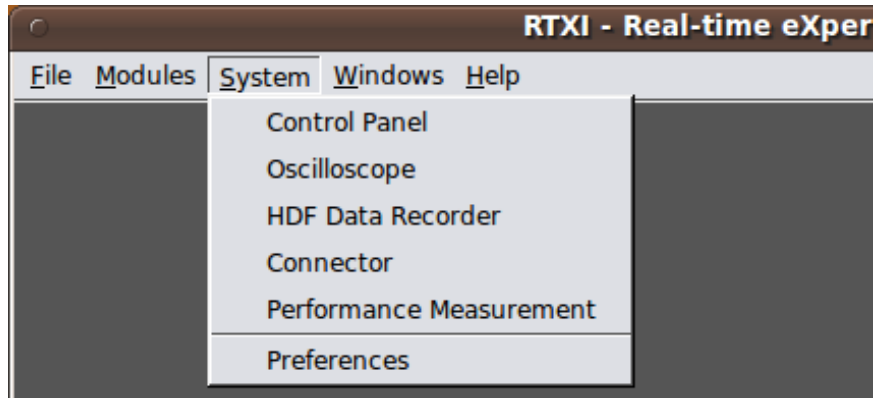 RTXI - Real-time eXper
File Modules System Windows Help
Control Panel
Oscilloscope
HDF Data Recorder
Connector
Performance Measurement
Preferences